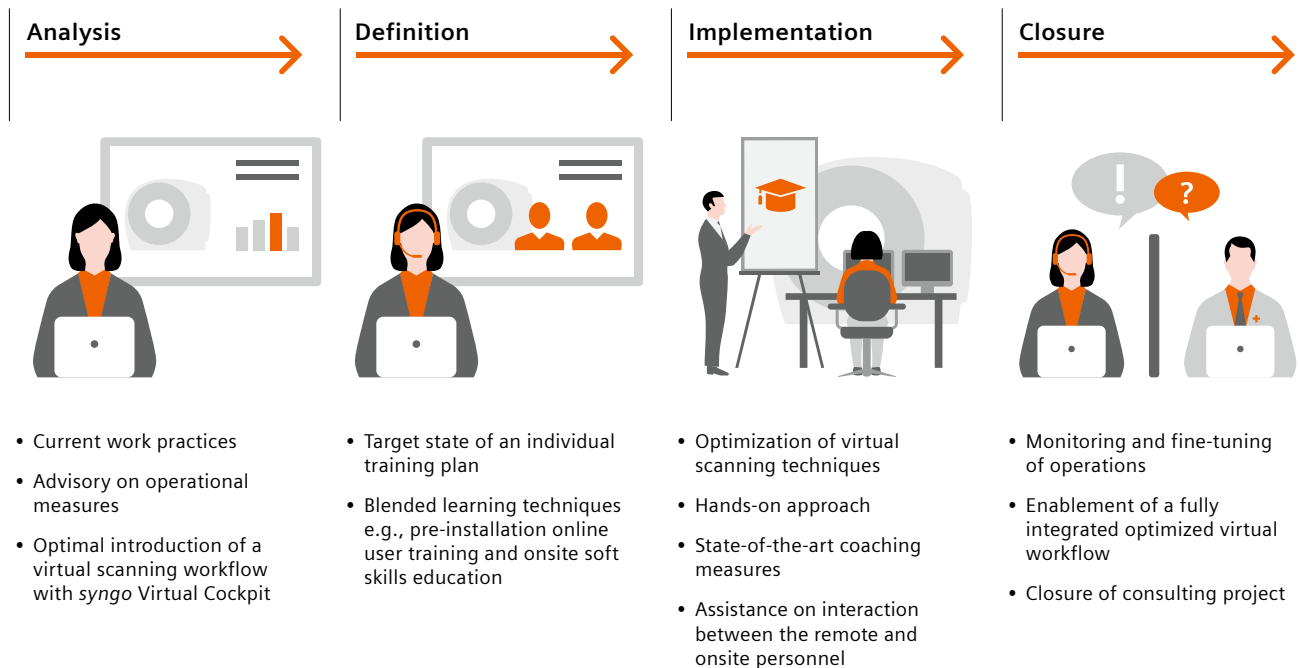 Analysis
• Current work practices
• Advisory on operational
measures
• Optimal introduction of a
virtual scanning workflow
with syngo Virtual Cockpit
Definition
• Target state of an individual
training plan
• Blended learning techniques
e.g., pre-installation online
user training and onsite soft
skills education
Implementation
• Optimization of virtual
scanning techniques
• Hands-on approach
• State-of-the-art coaching
measures
• Assistance on interaction
between the remote and
onsite personnel
Closure
!
?
• Monitoring and fine-tuning
of operations
• Enablement of a fully
integrated optimized virtual
workflow
• Closure of consulting project